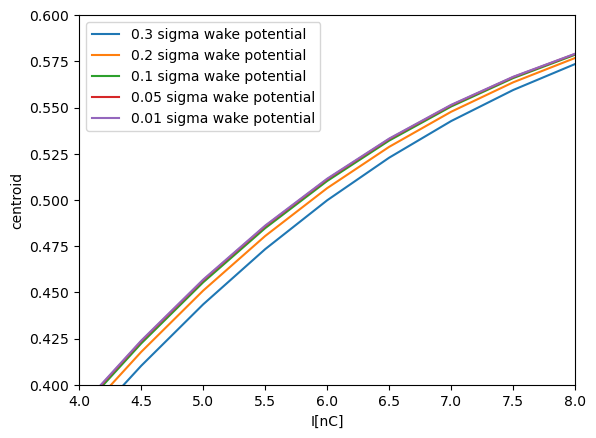 0.3 sigma wake potential
0.2 sigma wake potential
0.1 sigma wake potential
0.05 sigma wake potential
0.01 sigma wake potential
0.600
0.575
0.550
0.525
0.500
0.475
0.450
0.425
0.400
centroid
4.0 4.5 5.0 5.5 6.0 6.5 7.0 7.5 8.0
I[nC]